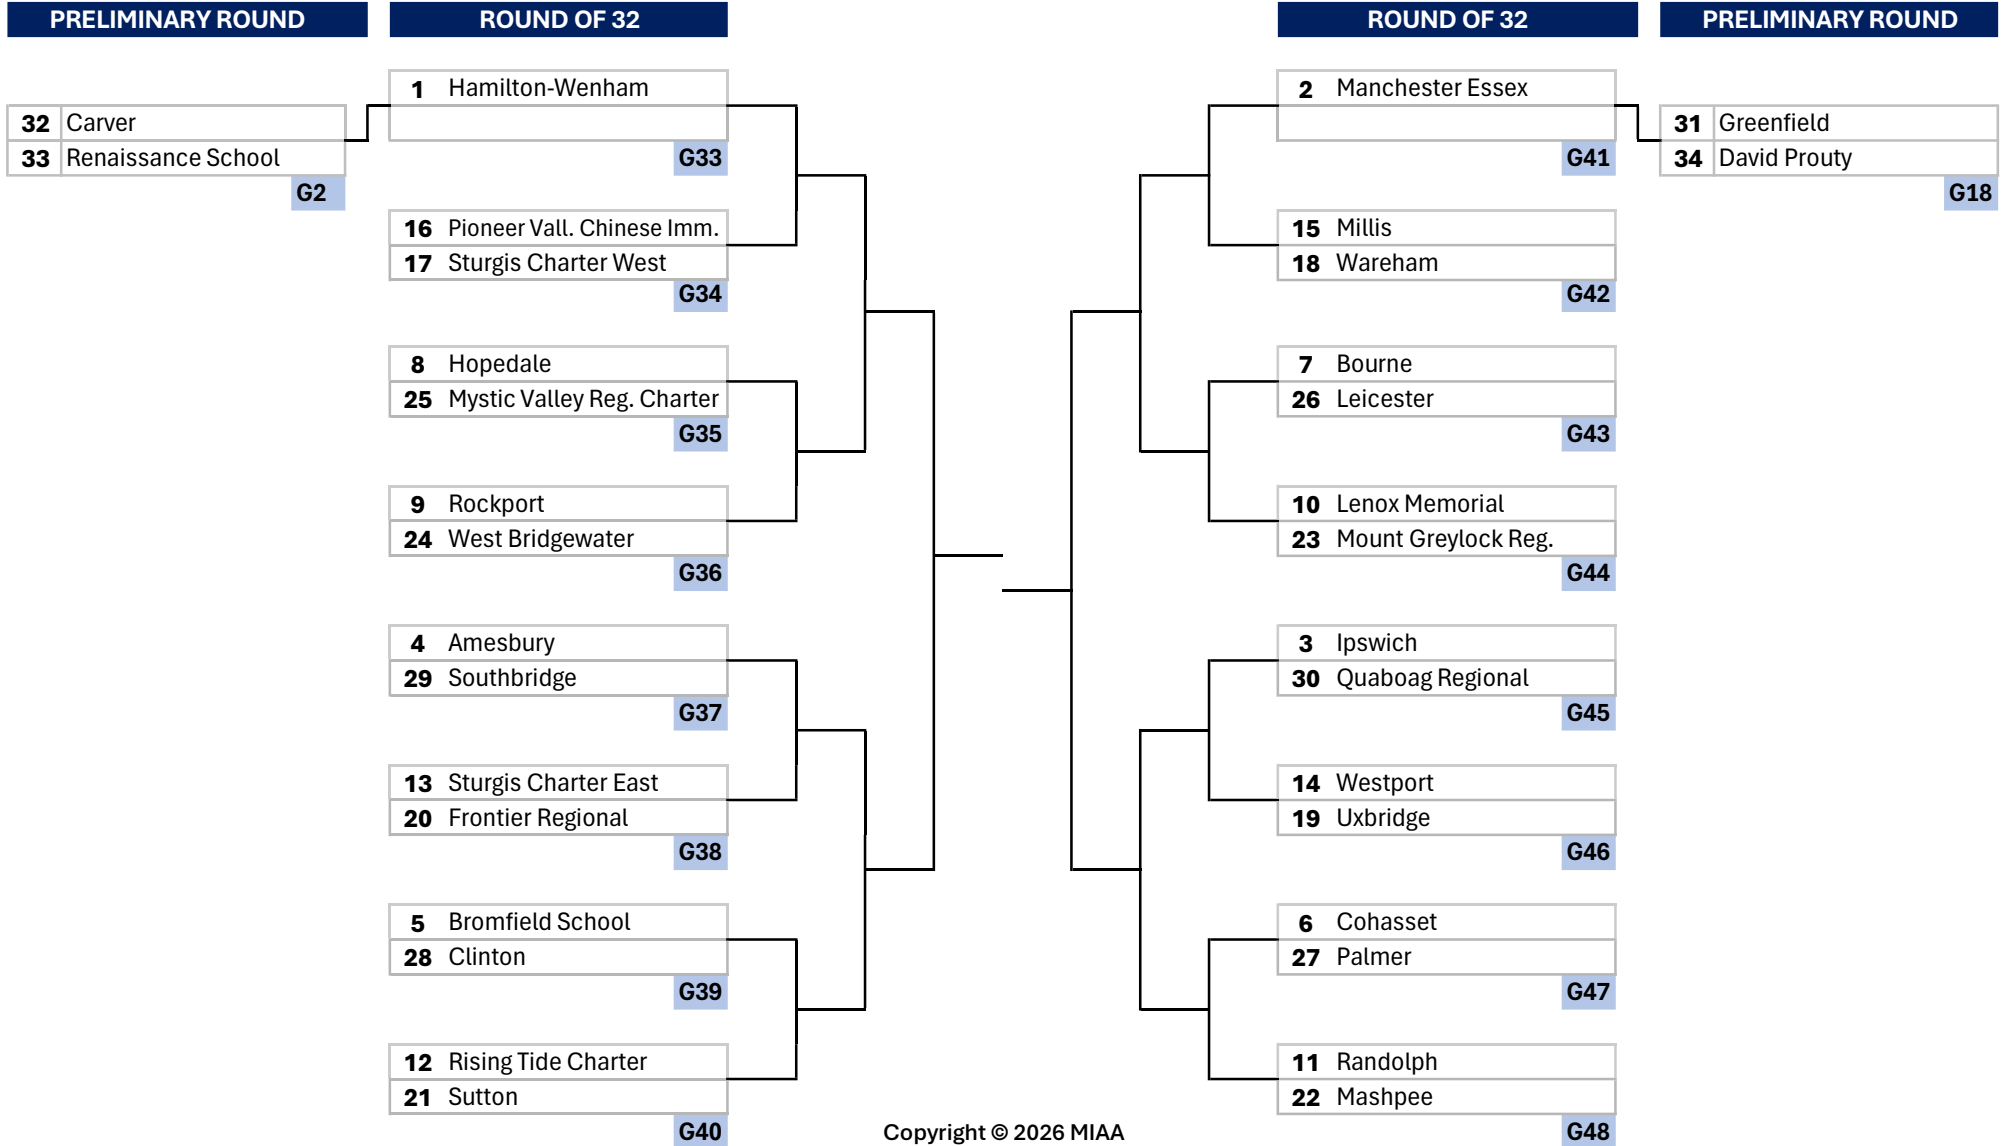 PRELIMINARY ROUND
ROUND OF 32
ROUND OF 32
PRELIMINARY ROUND
32 Carver
33 Renaissance School
G2
1 Hamilton-Wenham
G33
16 Pioneer Vall. Chinese Imm.
17 Sturgis Charter West
G34
8 Hopedale
25 Mystic Valley Reg. Charter
G35
9 Rockport
24 West Bridgewater
G36
4 Amesbury
29 Southbridge
G37
13 Sturgis Charter East
20 Frontier Regional
G38
5 Bromfield School
28 Clinton
G39
12 Rising Tide Charter
21 Sutton
G40
2 Manchester Essex
G41
15 Millis
18 Wareham
G42
7 Bourne
26 Leicester
G43
10 Lenox Memorial
23 Mount Greylock Reg.
G44
3 Ipswich
30 Quaboag Regional
G45
14 Westport
19 Uxbridge
G46
6 Cohasset
27 Palmer
G47
11 Randolph
22 Mashpee
G48
31 Greenfield
34 David Prouty
G18
Copyright © 2026 MIAA